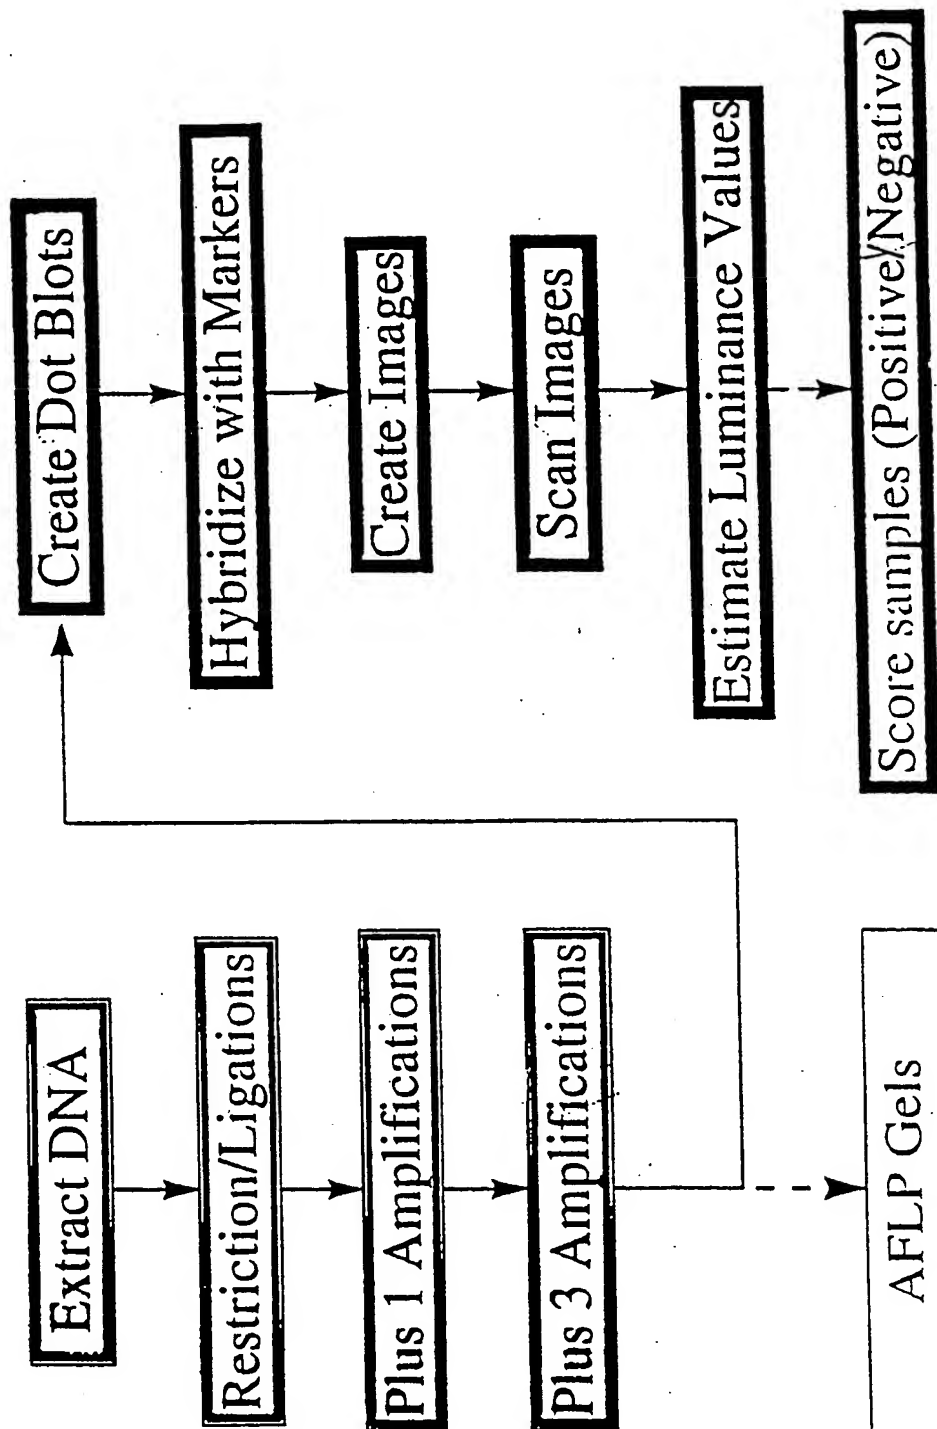 Extract DNA
Restriction/Ligations
Plus 1 Amplifications
Plus 3 Amplifications
AFLP Gels
Create Dot Blots
Hybridize with Markers
Create Images
Scan Images
Estimate Luminance Values
Score samples (Positive/Negative)